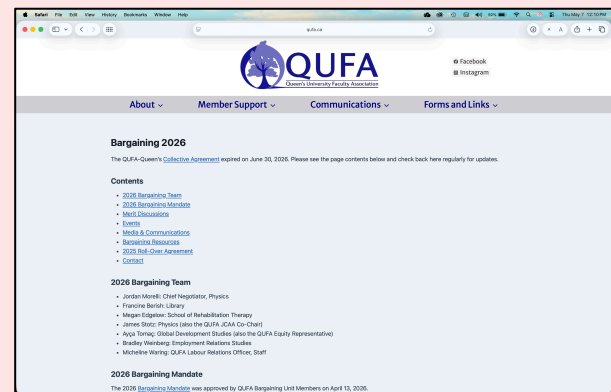 Safari File Edit View History Bookmarks Window Help
50% Thu May 7 12:10 PM
qufa.ca
A A
QUFA
Queen's University Faculty Association
Facebook
Instagram
About Member Support Communications Forms and Links
Bargaining 2026
The QUFA-Queen's Collective Agreement expired on June 30, 2026. Please see the page contents below and check back here regularly for updates.
Contents
2026 Bargaining Team
2026 Bargaining Mandate
Merit Discussions
Events
Media & Communications
Bargaining Resources
2025 Roll-Over Agreement
Contact
2026 Bargaining Team
Jordan Morelli: Chief Negotiator, Physics
Francine Berish: Library
Megan Edgelow: School of Rehabilitation Therapy
James Stotz: Physics (also the QUFA JCAA Co-Chair)
Ayça Tomaç: Global Development Studies (also the QUFA Equity Representative)
Bradley Weinberg: Employment Relations Studies
Micheline Waring: QUFA Labour Relations Officer, Staff
2026 Bargaining Mandate
The 2026 Bargaining Mandate was approved by QUFA Bargaining Unit Members on April 13, 2026.